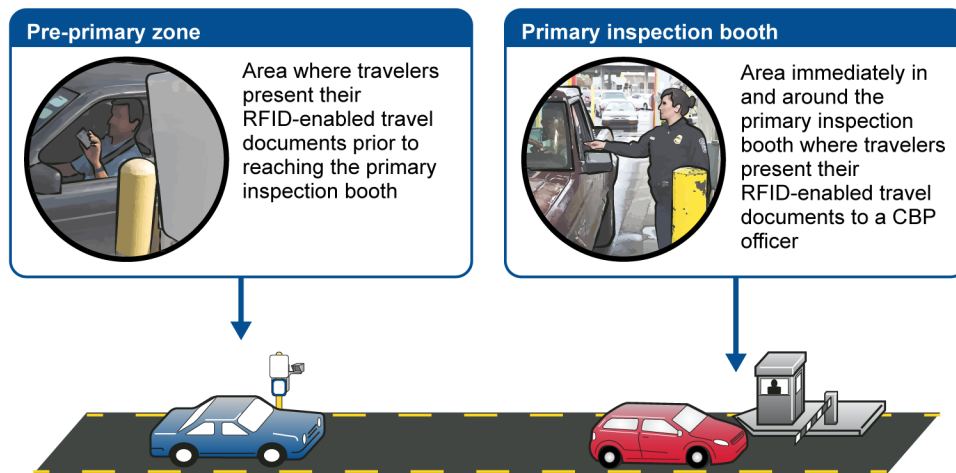 Pre-primary zone
Area where travelers
present their
RFID-enabled travel
documents prior to
reaching the primary
inspection booth
Primary inspection booth
Area immediately in
and around the
primary inspection
booth where travelers
present their
RFID-enabled travel
documents to a CBP
officer